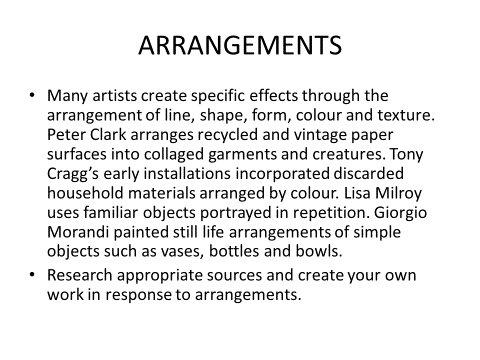 ARRANGEMENTS
• Many artists create specific effects through the
arrangement of line, shape, form, colour and texture.
Peter Clark arranges recycled and vintage paper
surfaces into collaged garments and creatures. Tony
Cragg’s early installations incorporated discarded
household materials arranged by colour. Lisa Milroy
uses familiar objects portrayed in repetition. Giorgio
Morandi painted still life arrangements of simple
objects such as vases, bottles and bowls.
• Research appropriate sources and create your own
work in response to arrangements.